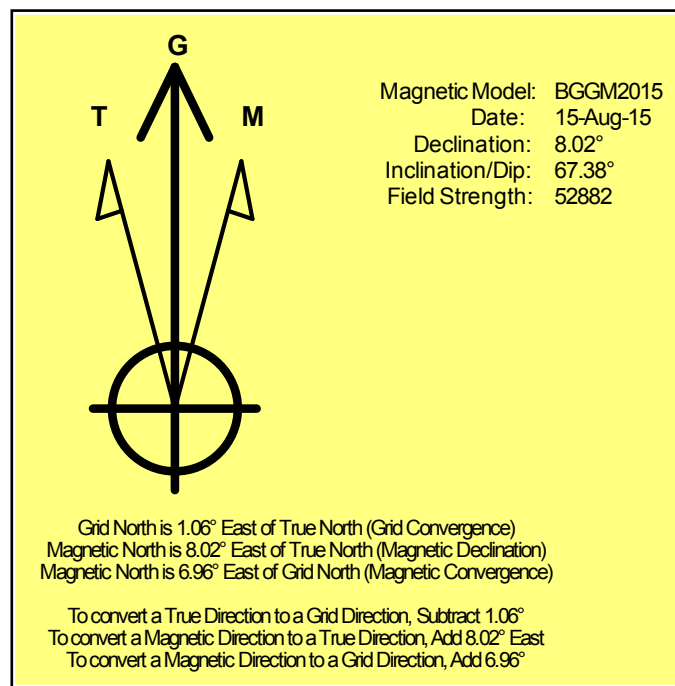 G
T M
Magnetic Model: BGGM2015
Date: 15-Aug-15
Declination: 8.02°
Inclination/Dip: 67.38°
Field Strength: 52882
Grid North is 1.06° East of True North (Grid Convergence)
Magnetic North is 8.02° East of True North (Magnetic Declination)
Magnetic North is 6.96° East of Grid North (Magnetic Convergence)
To convert a True Direction to a Grid Direction, Subtract 1.06°
To convert a Magnetic Direction to a True Direction, Add 8.02° East
To convert a Magnetic Direction to a Grid Direction, Add 6.96°